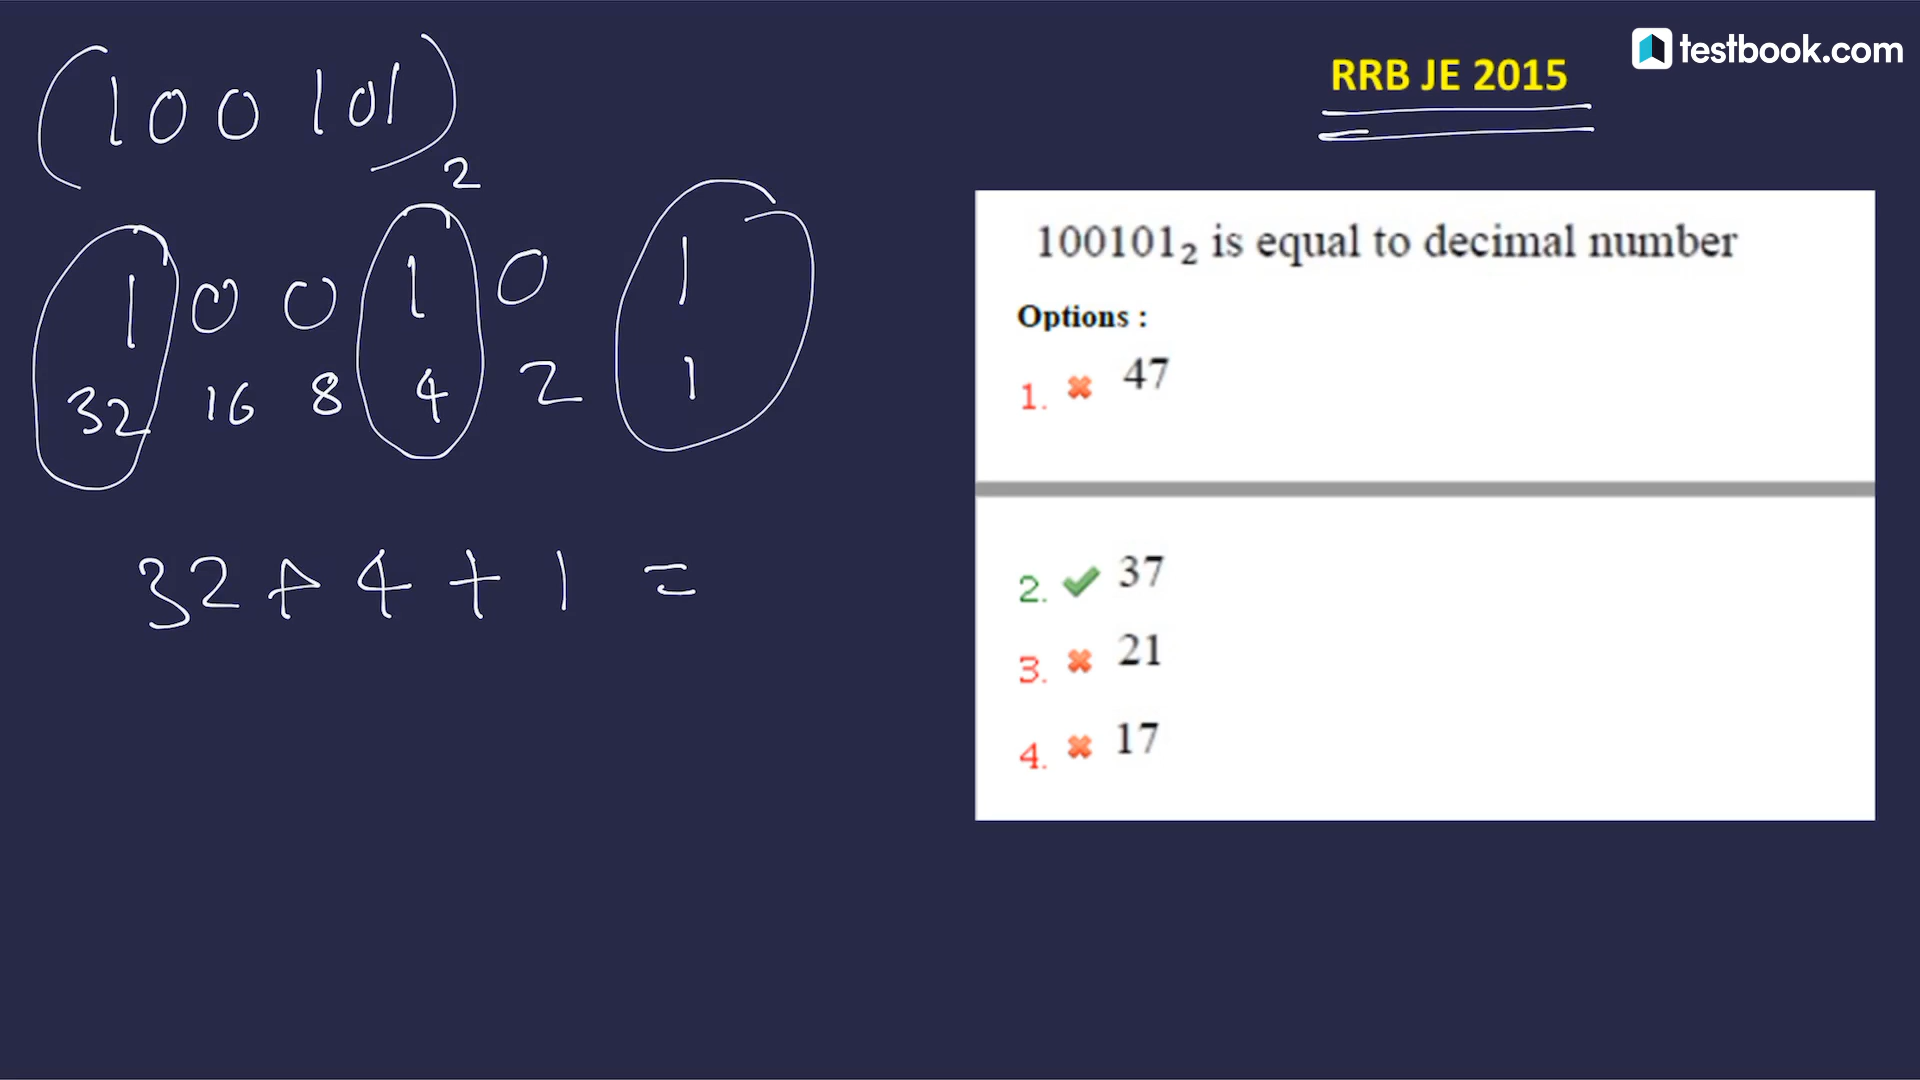 (100101)2
1 0 0 1 0 1
32 16 8 4 2 1
32 + 4 + 1 =
testbook.com
RRB JE 2015
100101₂ is equal to decimal number
Options :
1. ✖ 47
2. ✔ 37
3. ✖ 21
4. ✖ 17